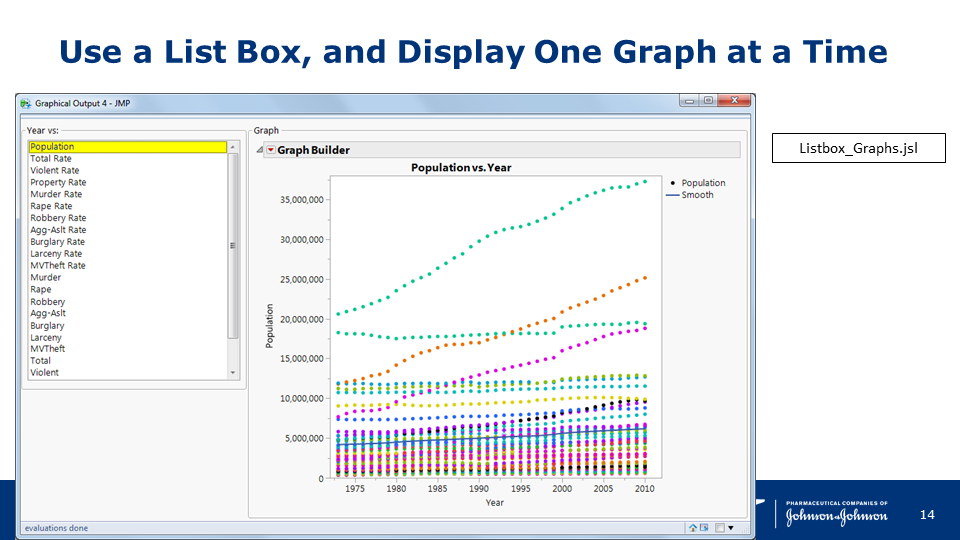 Use a List Box, and Display One Graph at a Time
Graphical Output 4 - JMP
Year vs:
Population
Total Rate
Violent Rate
Property Rate
Murder Rate
Rape Rate
Robbery Rate
Agg-Aslt Rate
Burglary Rate
Larceny Rate
MVTheft Rate
Murder
Rape
Robbery
Agg-Aslt
Burglary
Larceny
MVTheft
Total
Violent
Graph
Graph Builder
Population vs. Year
35,000,000
30,000,000
25,000,000
20,000,000
15,000,000
10,000,000
5,000,000
0
Population
1975 1980 1985 1990 1995 2000 2005 2010
Year
Population
Smooth
evaluations done
Listbox_Graphs.jsl
PHARMACEUTICAL COMPANIES OF
Johnson & Johnson
14